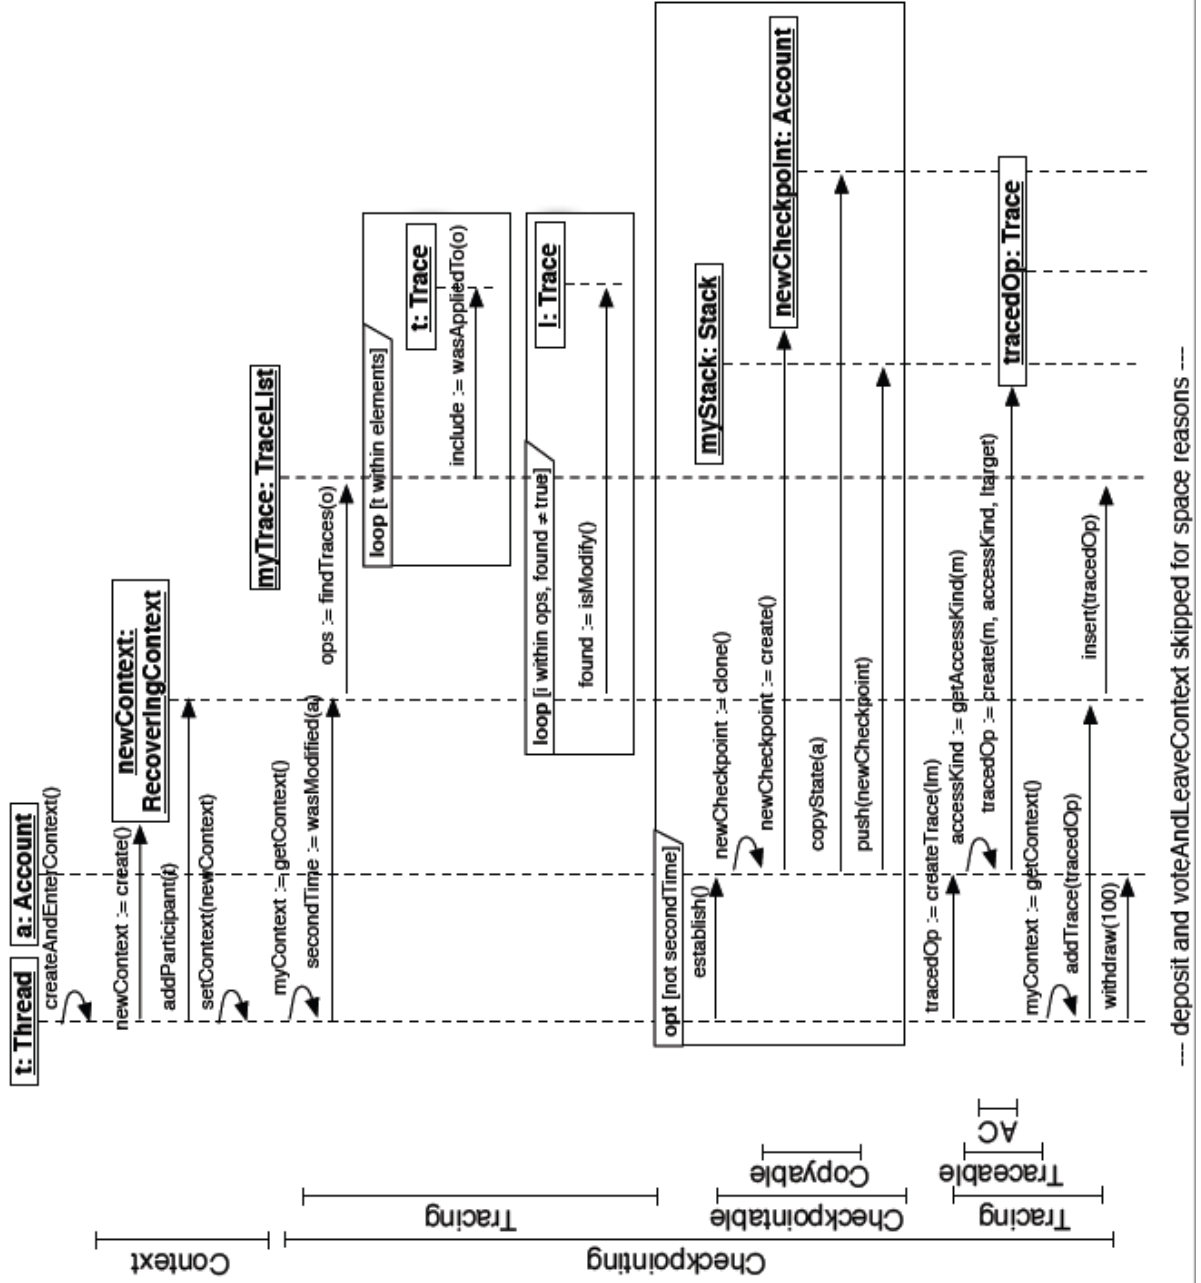 t: Thread
a: Account
createAndEnterContext()
newContext := create()
newContext:
RecoveringContext
addParticipant(t)
setContext(newContext)
myTrace: TraceList
myContext := getContext()
secondTime := wasModified(a)
ops := findTraces(o)
loop [t within elements]
t: Trace
include := wasAppliedTo(o)
loop [i within ops, found ≠ true]
l: Trace
found := isModify()
opt [not secondTime]
establish()
myStack: Stack
newCheckpoint := clone()
newCheckpoint := create()
newCheckpoint: Account
copyState(a)
push(newCheckpoint)
tracedOp := createTrace(lm)
accessKind := getAccessKind(m)
tracedOp := create(m, accessKind, ltarget)
tracedOp: Trace
myContext := getContext()
addTrace(tracedOp)
insert(tracedOp)
withdraw(100)
--- deposit and voteAndLeaveContext skipped for space reasons ---
Context
Checkpointing
Tracing
Checkpointable
Copyable
Tracing
Traceable
AC